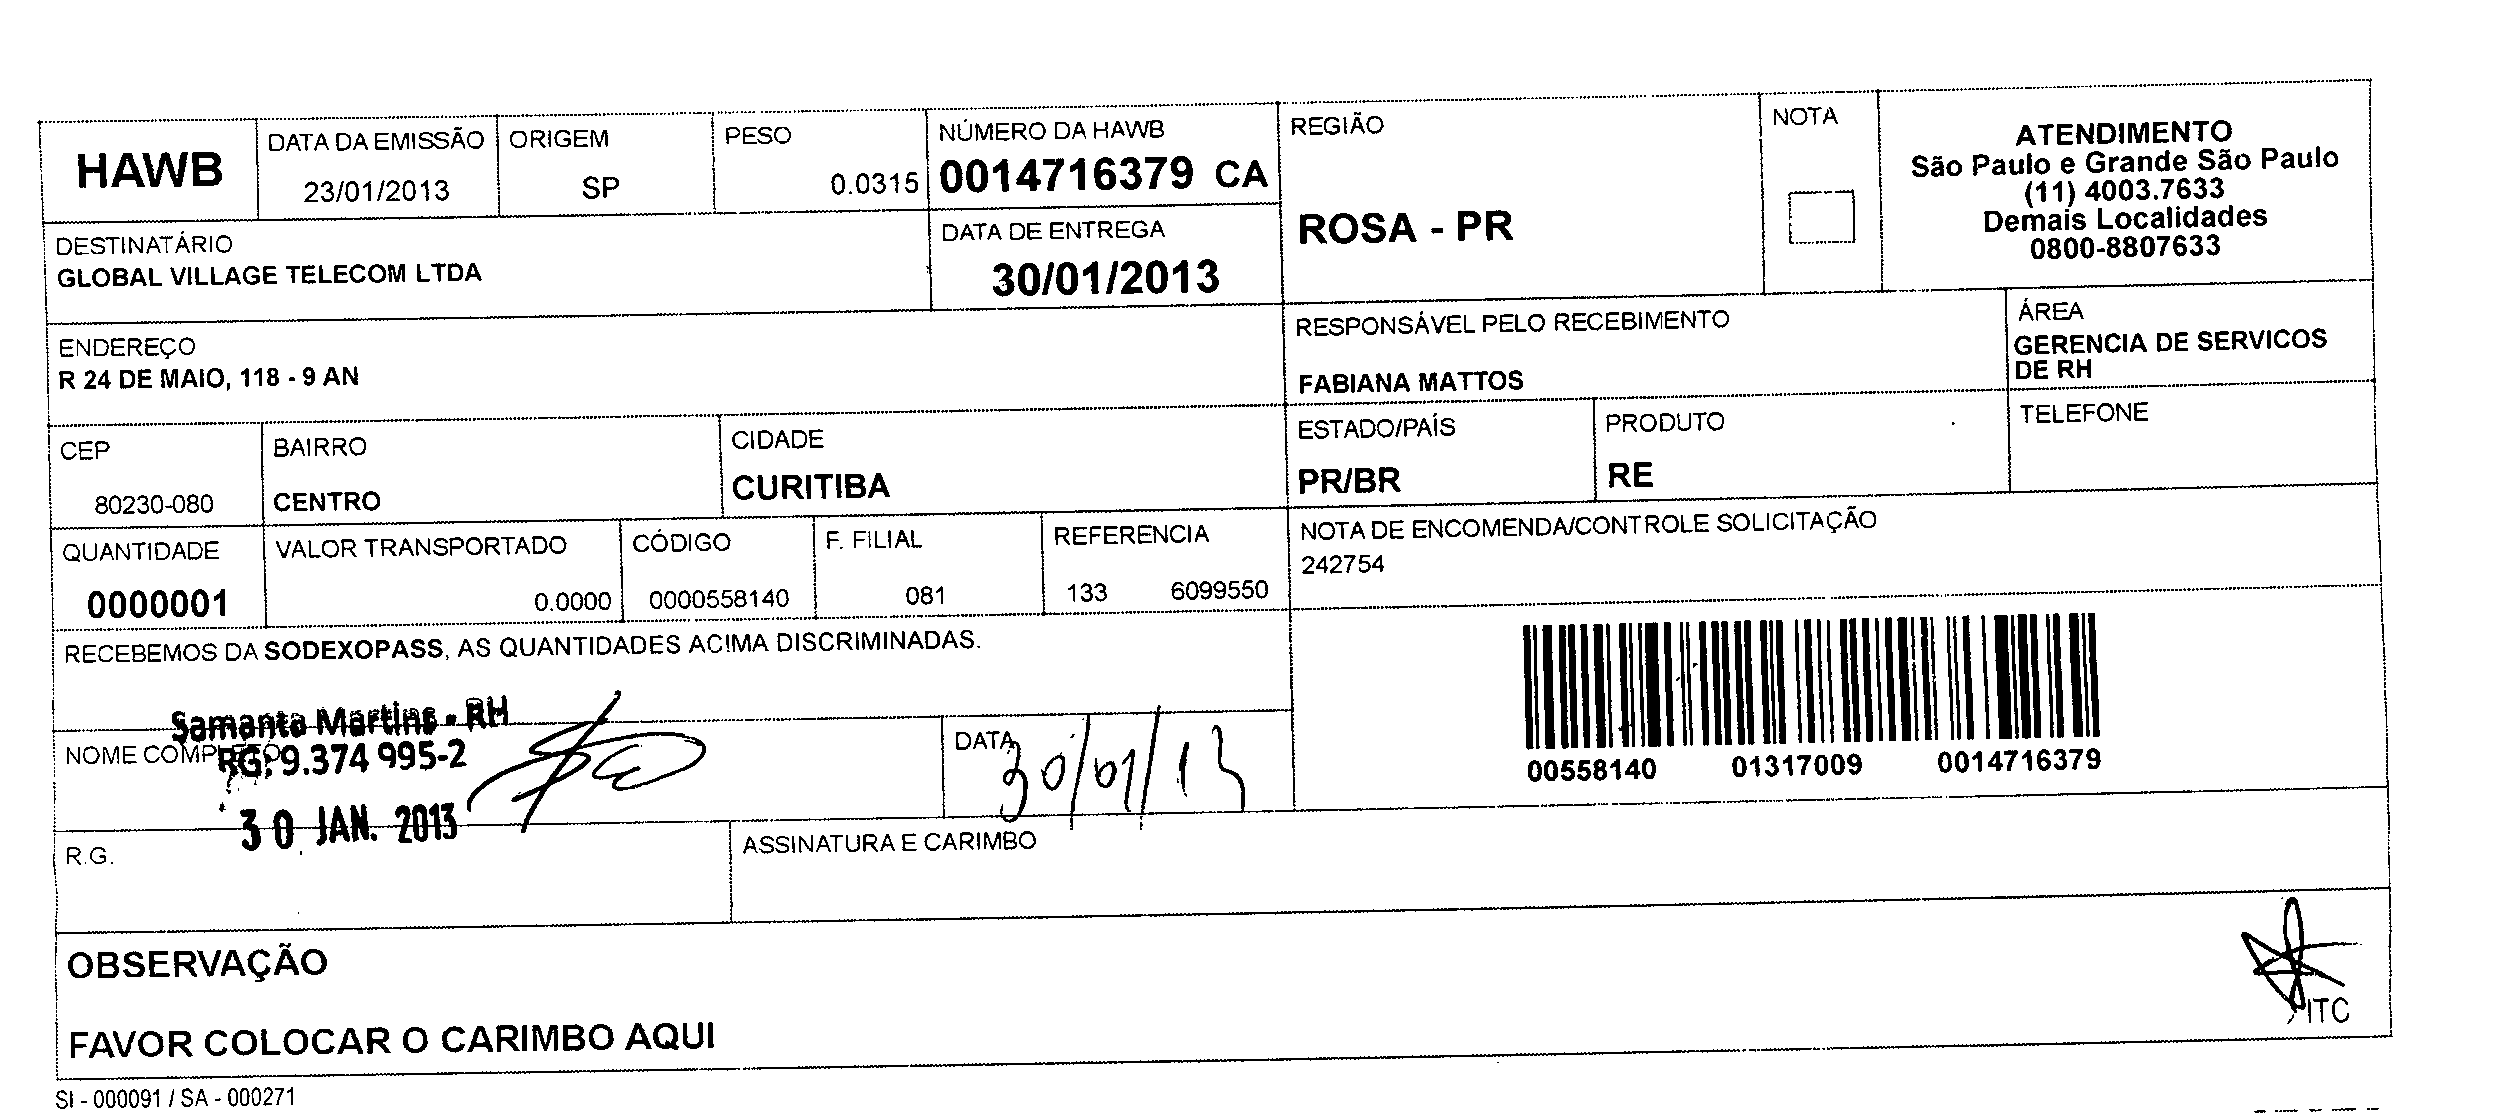 HAWB
DATA DA EMISSÃO
23/01/2013
ORIGEM
SP
PESO
0.0315
NÚMERO DA HAWB
0014716379 CA
REGIÃO
ROSA - PR
NOTA
ATENDIMENTO
São Paulo e Grande São Paulo
(11) 4003.7633
Demais Localidades
0800-8807633
DESTINATÁRIO
GLOBAL VILLAGE TELECOM LTDA
DATA DE ENTREGA
30/01/2013
ENDEREÇO
R 24 DE MAIO, 118 - 9 AN
RESPONSÁVEL PELO RECEBIMENTO
FABIANA MATTOS
ÁREA
GERENCIA DE SERVICOS
DE RH
CEP
80230-080
BAIRRO
CENTRO
CIDADE
CURITIBA
ESTADO/PAÍS
PR/BR
PRODUTO
RE
TELEFONE
QUANTIDADE
0000001
VALOR TRANSPORTADO
0.0000
CÓDIGO
0000558140
F. FILIAL
081
REFERENCIA
133 6099550
NOTA DE ENCOMENDA/CONTROLE SOLICITAÇÃO
242754
RECEBEMOS DA SODEXOPASS, AS QUANTIDADES ACIMA DISCRIMINADAS.
Samanta Martins - RH
NOME COMPLETO
RG: 9.374 995-2
30 JAN. 2013
DATA
30/01/13
00558140 01317009 0014716379
R.G.
ASSINATURA E CARIMBO
OBSERVAÇÃO
FAVOR COLOCAR O CARIMBO AQUI
ITC
SI - 000091 / SA - 000271